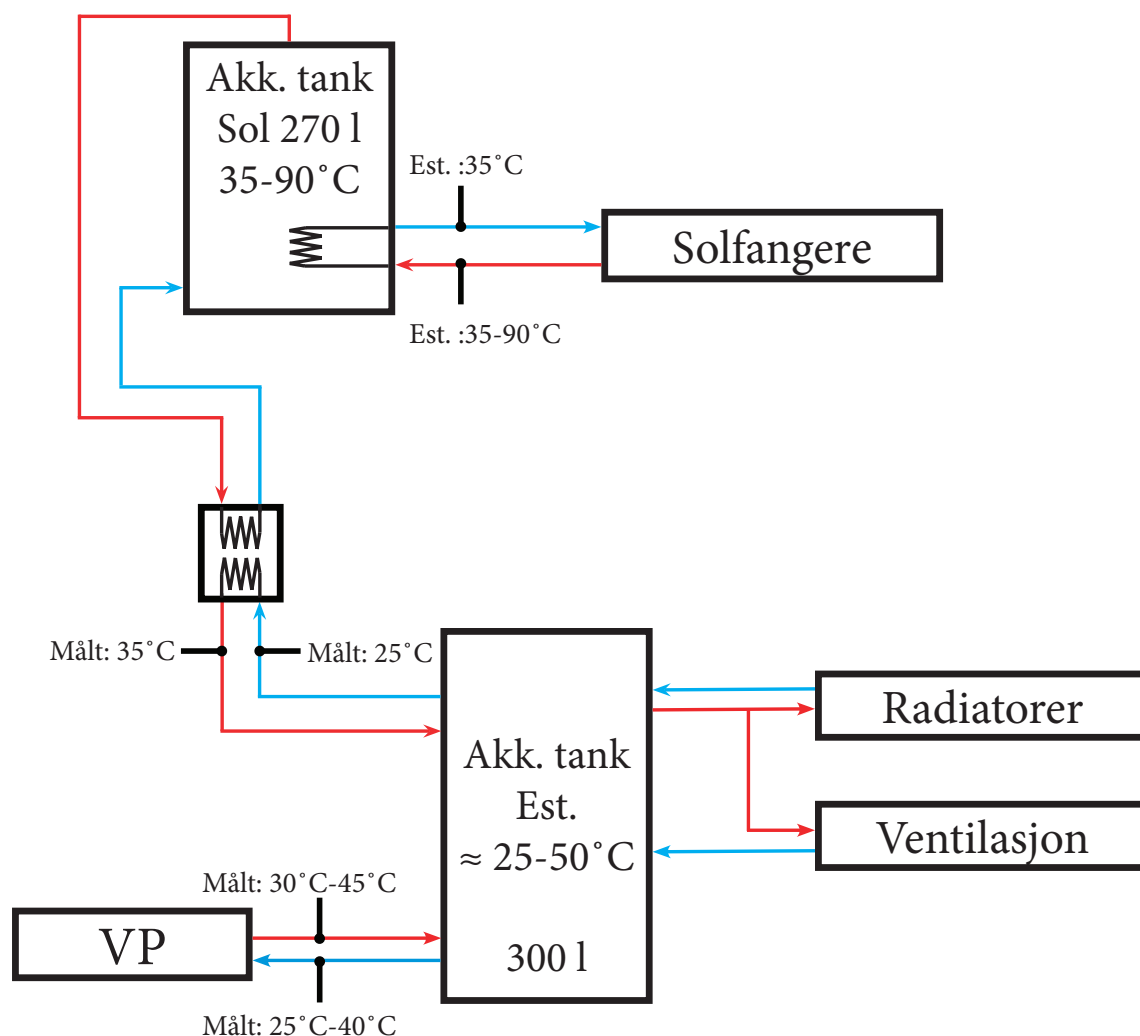 Akk. tank
Sol 270 l
35-90˚C
Est. :35˚C
Solfangere
Est. :35-90˚C
Målt: 35˚C
Målt: 25˚C
Akk. tank
Est.
≈ 25-50˚C
300 l
Radiatorer
Ventilasjon
Målt: 30˚C-45˚C
VP
Målt: 25˚C-40˚C